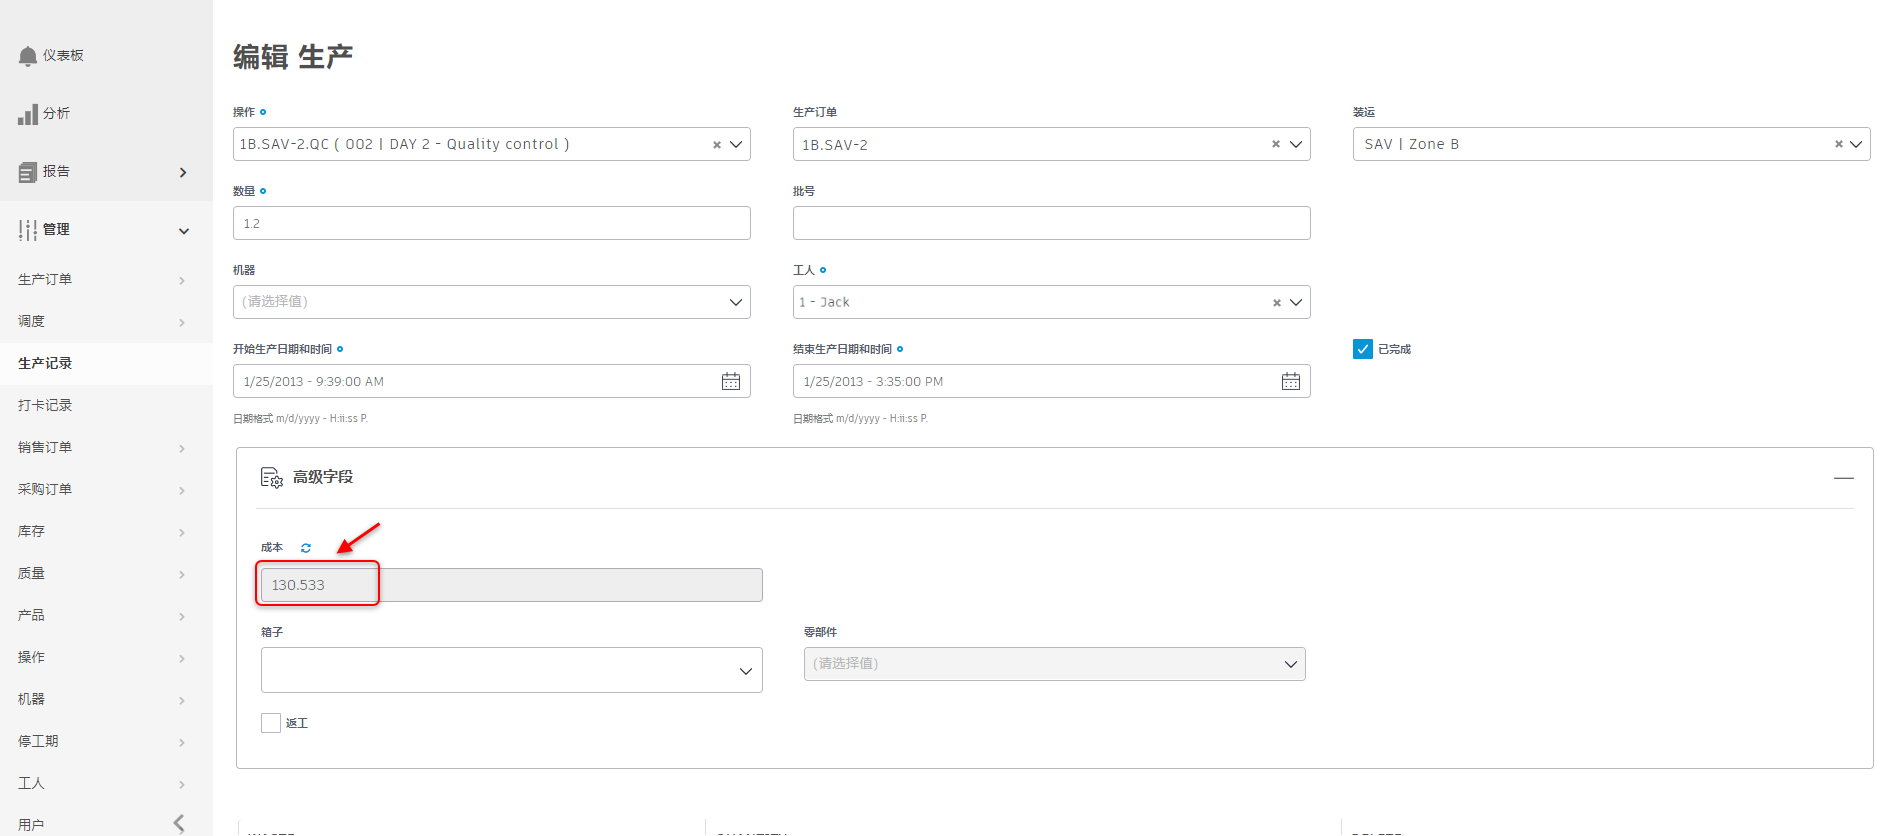 仪表板
分析
报告
管理
生产订单
调度
生产记录
打卡记录
销售订单
采购订单
库存
质量
产品
操作
机器
停工期
工人
用户
编辑 生产
操作
生产订单
装运
1B.SAV-2.QC ( 002 | DAY 2 - Quality control )
1B.SAV-2
SAV | Zone B
数量
批号
1.2
机器
工人
(请选择值)
1 - Jack
开始生产日期和时间
结束生产日期和时间
已完成
1/25/2013 - 9:39:00 AM
1/25/2013 - 3:35:00 PM
日期格式 m/d/yyyy - H:ii:ss P.
日期格式 m/d/yyyy - H:ii:ss P.
高级字段
成本
130.533
箱子
零部件
(请选择值)
返工